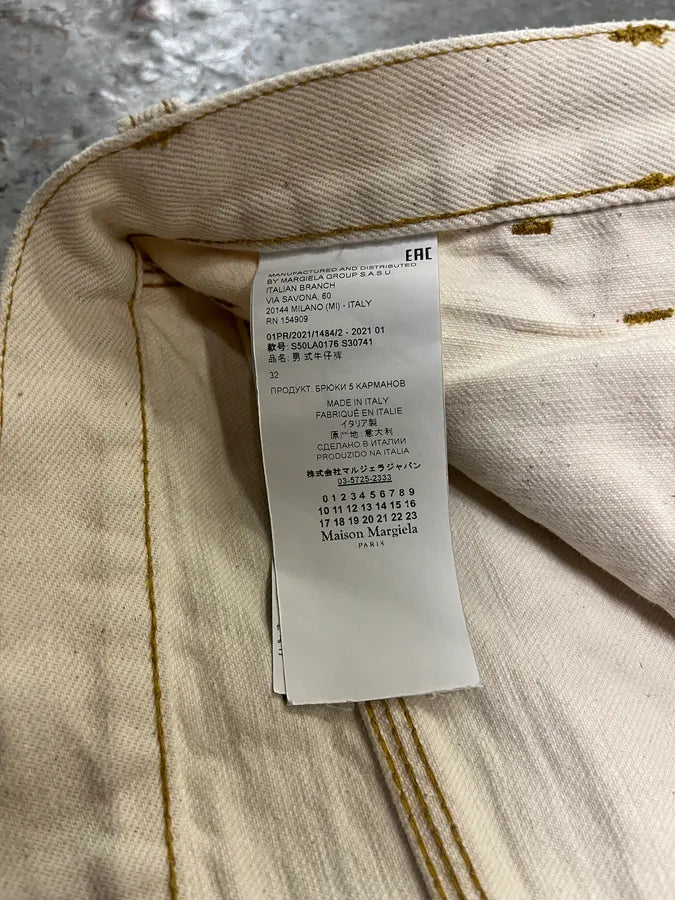 EAC
MANUFACTURED AND DISTRIBUTED
BY MARGIELA GROUP S.A.S.U.
ITALIAN BRANCH
VIA SAVONA, 60
20144 MILANO (MI) - ITALY
RN 154909
01PR/2021/1484/2 - 2021 01
款号: S50LA0176 S30741
品名: 男式牛仔裤
32
ПРОДУКТ: БРЮКИ 5 КАРМАНОВ
MADE IN ITALY
FABRIQUÉ EN ITALIE
イタリア製
原产地: 意大利
СДЕЛАНО В ИТАЛИИ
PRODUZIDO NA ITALIA
株式会社マルジェラジャパン
03-5725-2333
0 1 2 3 4 5 6 7 8 9
10 11 12 13 14 15 16
17 18 19 20 21 22 23
Maison Margiela
PARIS